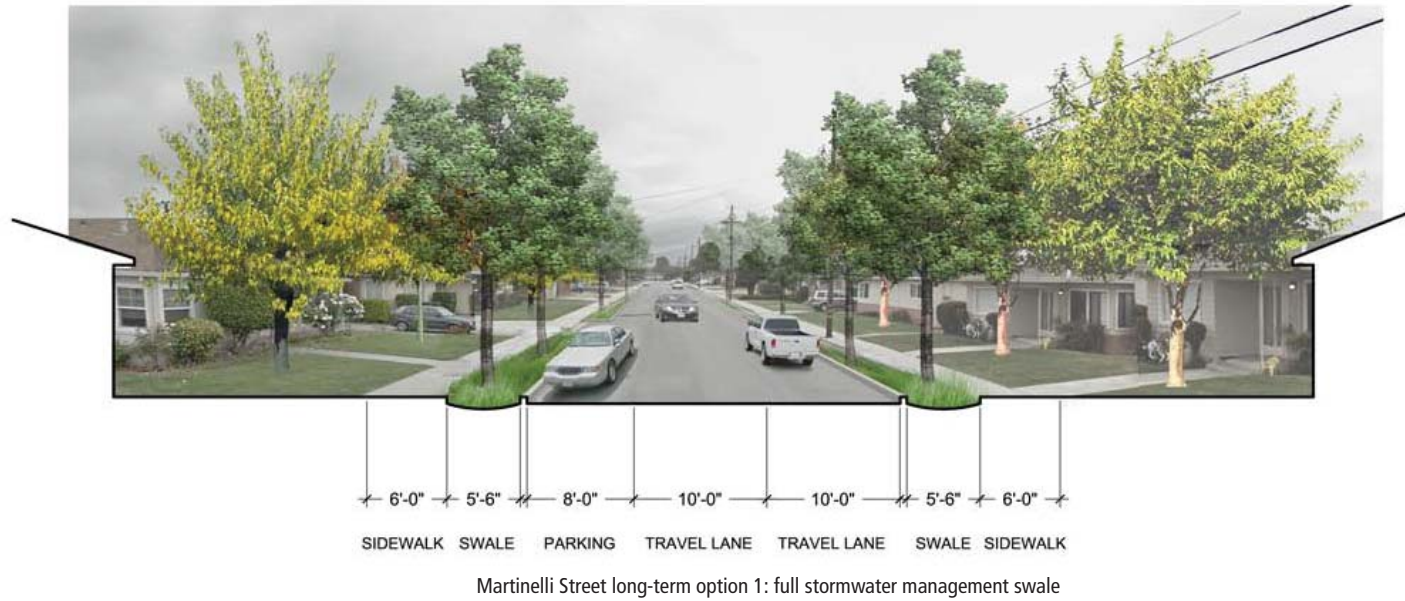 6'-0" 5'-6" 8'-0" 10'-0" 10'-0" 5'-6" 6'-0"
SIDEWALK SWALE PARKING TRAVEL LANE TRAVEL LANE SWALE SIDEWALK
Martinelli Street long-term option 1: full stormwater management swale